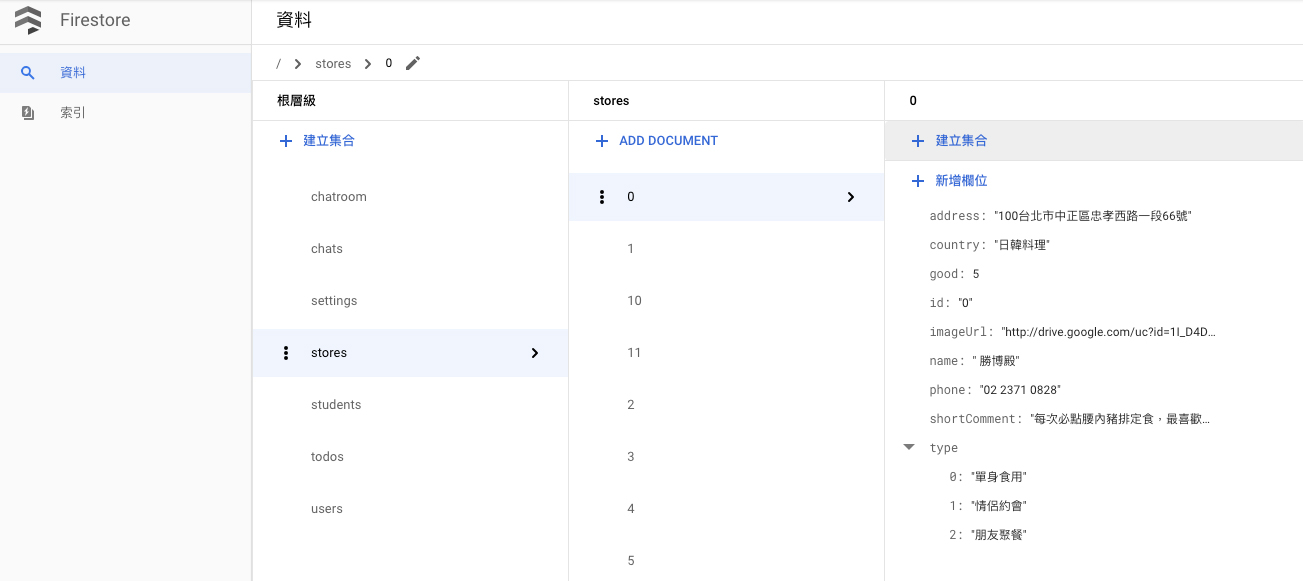 Firestore
資料
索引
資料
/ > stores > 0
根層級
建立集合
chatroom
chats
settings
stores
students
todos
users
stores
ADD DOCUMENT
0
1
10
11
2
3
4
5
0
建立集合
新增欄位
address: "100台北市中正區忠孝西路一段66號"
country: "日韓料理"
good: 5
id: "0"
imageUrl: "http://drive.google.com/uc?id=1I_D4D...
name: " 勝博殿"
phone: "02 2371 0828"
shortComment: "每次必點腰內豬排定食，最喜歡...
type
0: "單身食用"
1: "情侶約會"
2: "朋友聚餐"